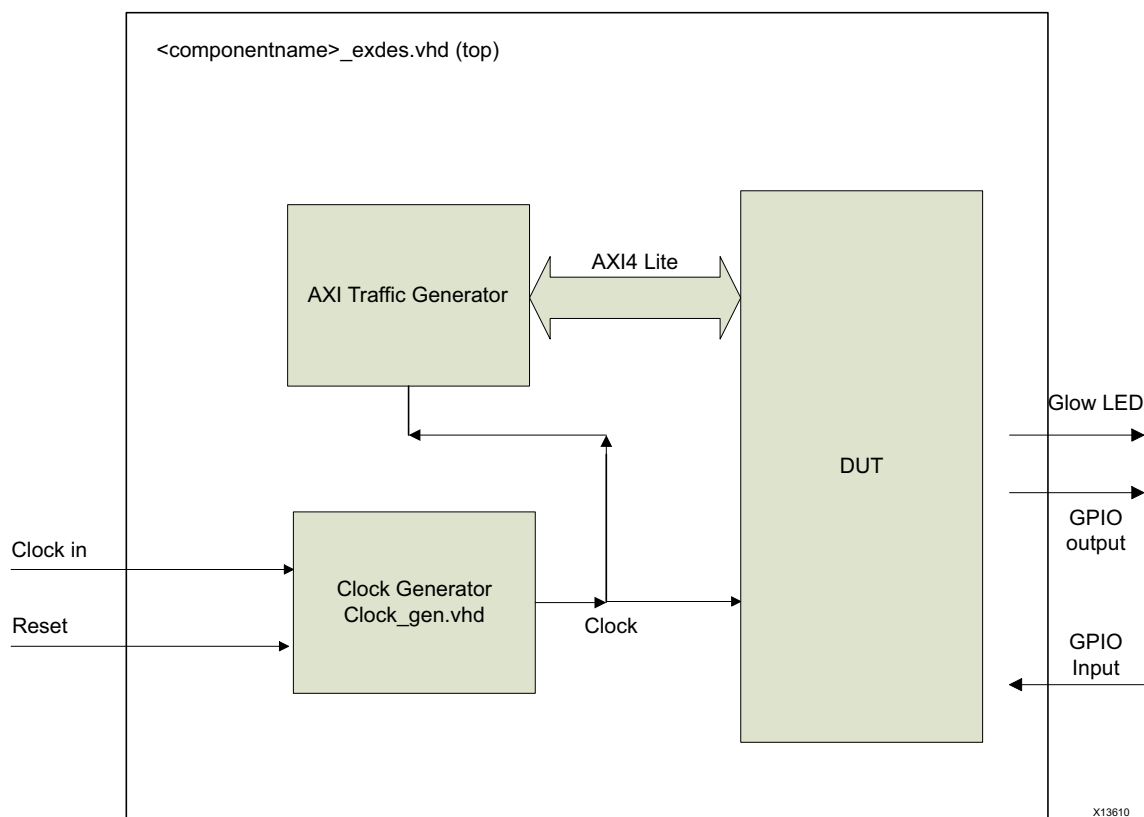 <componentname>_exdes.vhd (top)
AXI4 Lite
AXI Traffic Generator
Glow LED
DUT
GPIO
output
Clock in
Clock Generator
Clock_gen.vhd
Reset
Clock
GPIO
Input
X13610